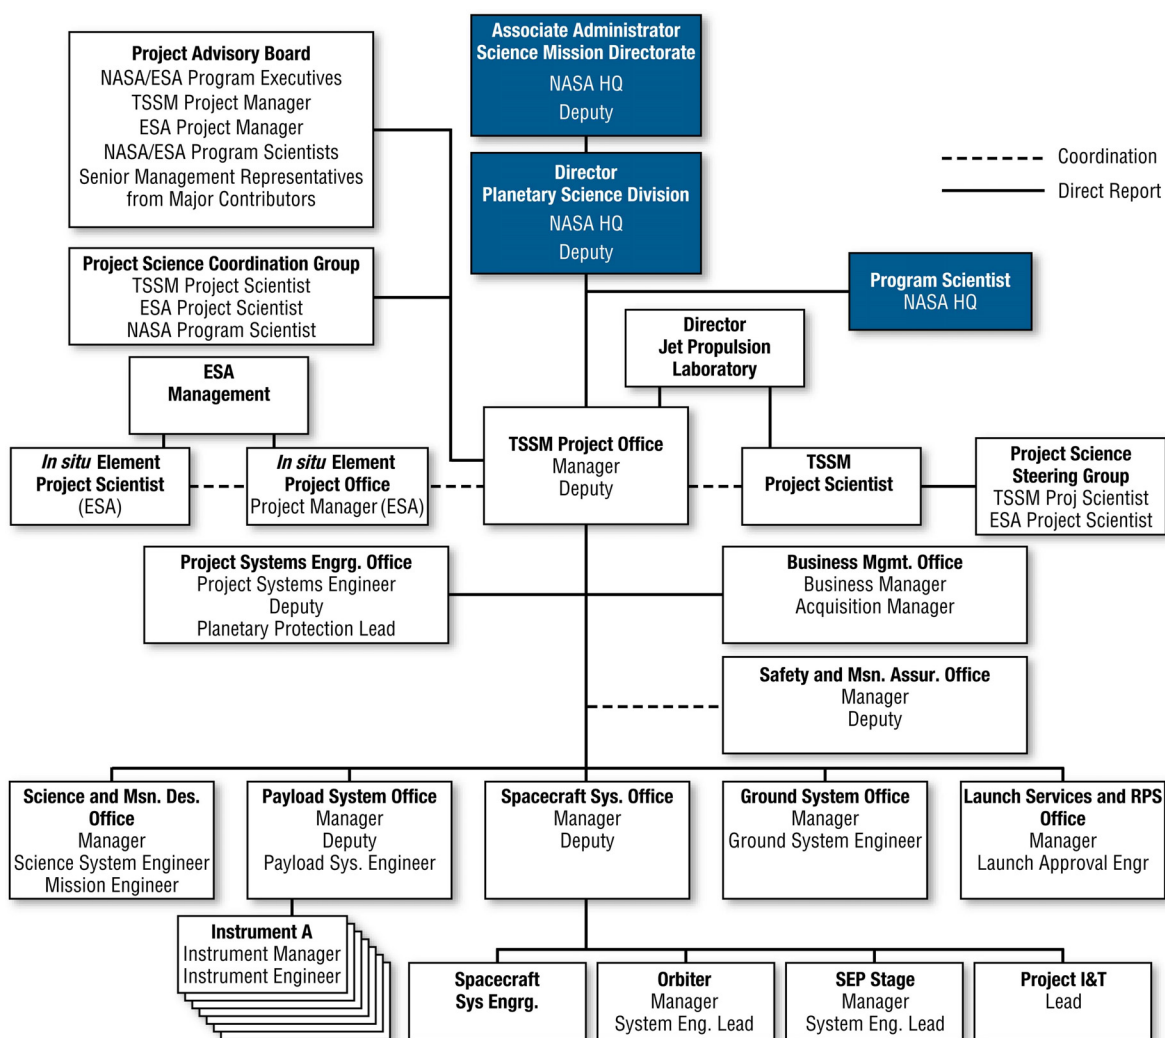 Project Advisory Board
NASA/ESA Program Executives
TSSM Project Manager
ESA Project Manager
NASA/ESA Program Scientists
Senior Management Representatives
from Major Contributors
Associate Administrator
Science Mission Directorate
NASA HQ
Deputy
Director
Planetary Science Division
NASA HQ
Deputy
Coordination
Direct Report
Project Science Coordination Group
TSSM Project Scientist
ESA Project Scientist
NASA Program Scientist
Program Scientist
NASA HQ
Director
Jet Propulsion
Laboratory
ESA
Management
In situ Element
Project Scientist
(ESA)
In situ Element
Project Office
Project Manager (ESA)
TSSM Project Office
Manager
Deputy
TSSM
Project Scientist
Project Science
Steering Group
TSSM Proj Scientist
ESA Project Scientist
Project Systems Engrg. Office
Project Systems Engineer
Deputy
Planetary Protection Lead
Business Mgmt. Office
Business Manager
Acquisition Manager
Safety and Msn. Assur. Office
Manager
Deputy
Science and Msn. Des.
Office
Manager
Science System Engineer
Mission Engineer
Payload System Office
Manager
Deputy
Payload Sys. Engineer
Spacecraft Sys. Office
Manager
Deputy
Ground System Office
Manager
Ground System Engineer
Launch Services and RPS
Office
Manager
Launch Approval Engr
Instrument A
Instrument Manager
Instrument Engineer
Spacecraft
Sys Engrg.
Orbiter
Manager
System Eng. Lead
SEP Stage
Manager
System Eng. Lead
Project I&T
Lead